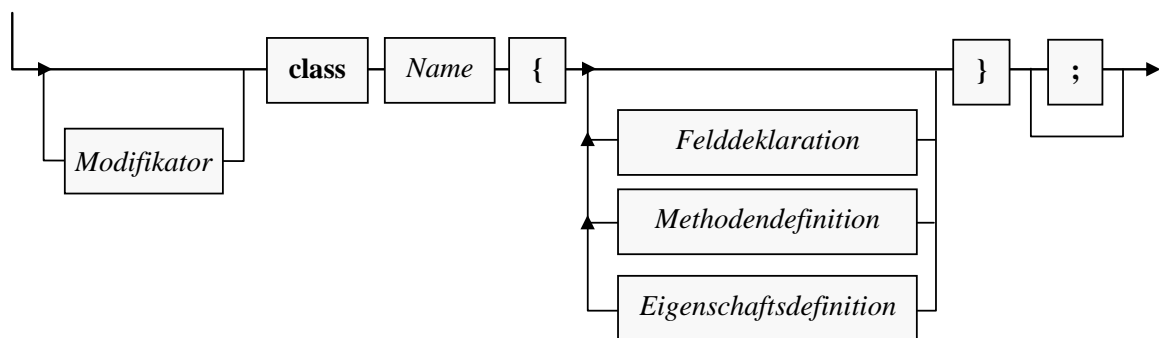 class Name { } ;
Modifikator
Felddeklaration
Methodendefinition
Eigenschaftsdefinition